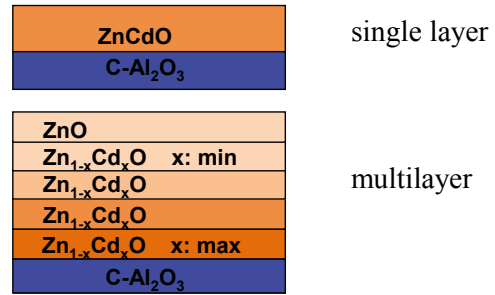 ZnCdO
single layer
C-Al₂O₃
ZnO
Zn₁₋ₓCdₓO x: min
Zn₁₋ₓCdₓO
multilayer
Zn₁₋ₓCdₓO
Zn₁₋ₓCdₓO x: max
C-Al₂O₃